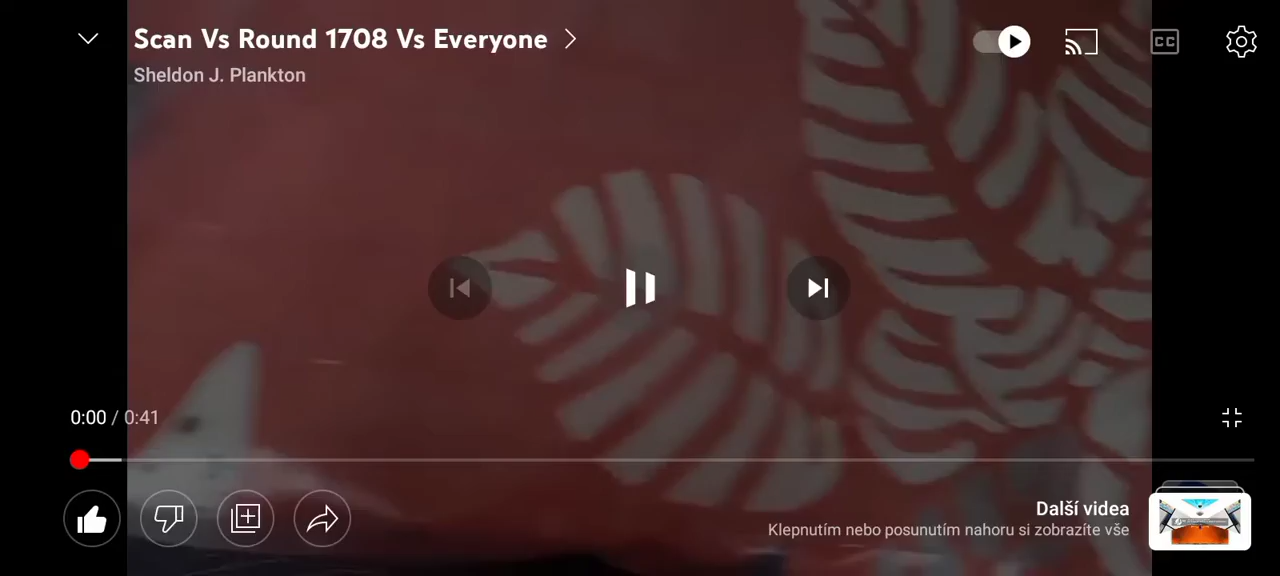 Scan Vs Round 1708 Vs Everyone
Sheldon J. Plankton
CC
0:00 / 0:41
Další videa
Klepnutím nebo posunutím nahoru si zobrazíte vše